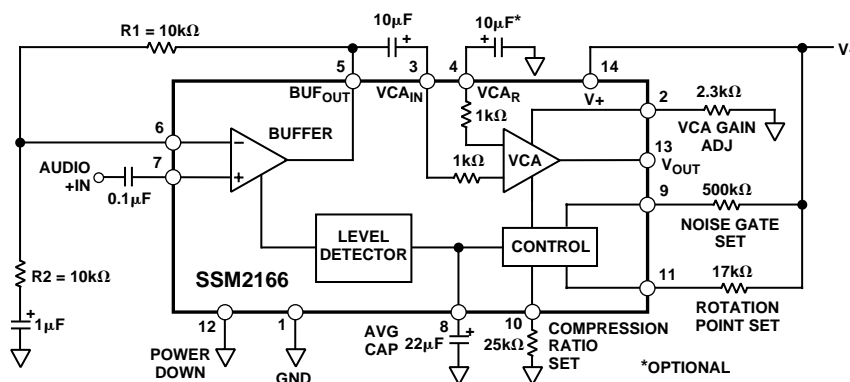 R1 = 10kΩ
10µF
+
10µF*
+
5
3
4
14
V
BUFOUT
VCAIN
VCAR
V+
2
2.3kΩ
VCA GAIN
ADJ
1kΩ
6
BUFFER
–
+
7
AUDIO
+IN
0.1µF
1kΩ
VCA
13
VOUT
9
500kΩ
NOISE GATE
SET
LEVEL
DETECTOR
CONTROL
11
17kΩ
ROTATION
POINT SET
R2 = 10kΩ
+
1µF
SSM2166
12
POWER
DOWN
1
GND
AVG
CAP
8
+
22µF
10
25kΩ
COMPRESSION
RATIO
SET
*OPTIONAL